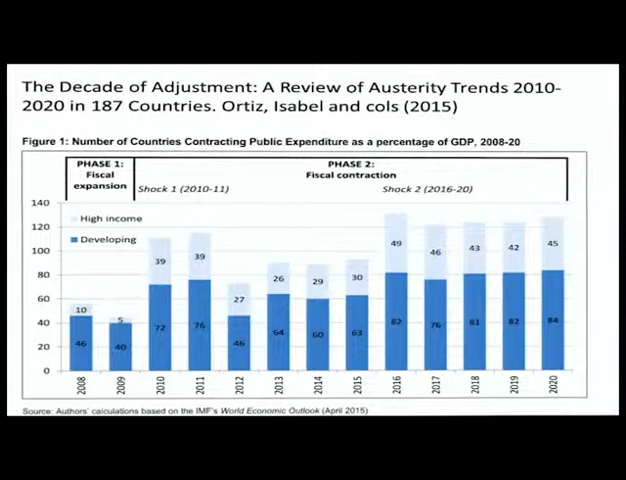 The Decade of Adjustment: A Review of Austerity Trends 2010-
2020 in 187 Countries. Ortiz, Isabel and cols (2015)
Figure 1: Number of Countries Contracting Public Expenditure as a percentage of GDP, 2008-20
PHASE 1:
Fiscal
expansion
PHASE 2:
Fiscal contraction
Shock 1 (2010-11)
Shock 2 (2016-20)
140
120
100
80
60
40
20
0
High income
Developing
10 5 39 39 27 26 29 30 49 46 43 42 45
46 40 72 76 46 64 60 63 82 76 81 82 84
2008 2009 2010 2011 2012 2013 2014 2015 2016 2017 2018 2019 2020
Source: Authors' calculations based on the IMF's World Economic Outlook (April 2015)